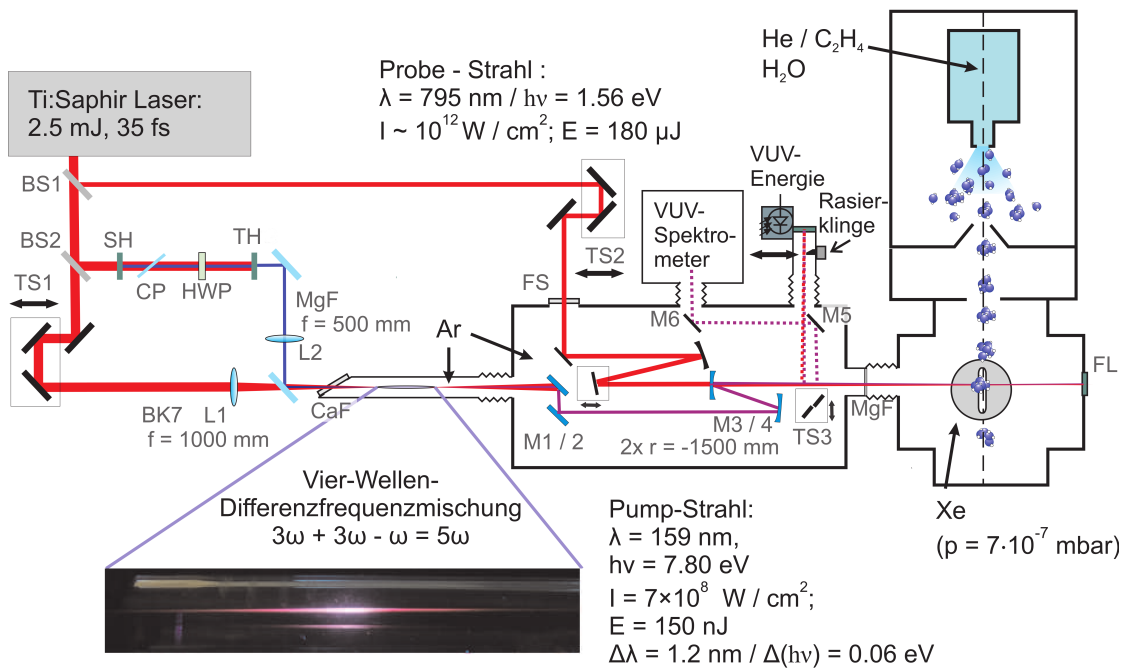 He / C₂H₄
H₂O
Probe - Strahl :
λ = 795 nm / hν = 1.56 eV
I ~ 10¹² W / cm²; E = 180 μJ
Ti:Saphir Laser:
2.5 mJ, 35 fs
BS1
BS2
SH
TH
CP
HWP
TS1
MgF
f = 500 mm
L2
BK7
L1
f = 1000 mm
CaF
Ar
FS
TS2
VUV-
Spektro-
meter
VUV-
Energie
Rasier-
klinge
M6
M5
M1 / 2
M3 / 4
2x r = -1500 mm
TS3
MgF
FL
Xe
(p = 7·10⁻⁷ mbar)
Vier-Wellen-
Differenzfrequenzmischung
3ω + 3ω - ω = 5ω
Pump-Strahl:
λ = 159 nm,
hν = 7.80 eV
I = 7×10⁸ W / cm²;
E = 150 nJ
Δλ = 1.2 nm / Δ(hν) = 0.06 eV